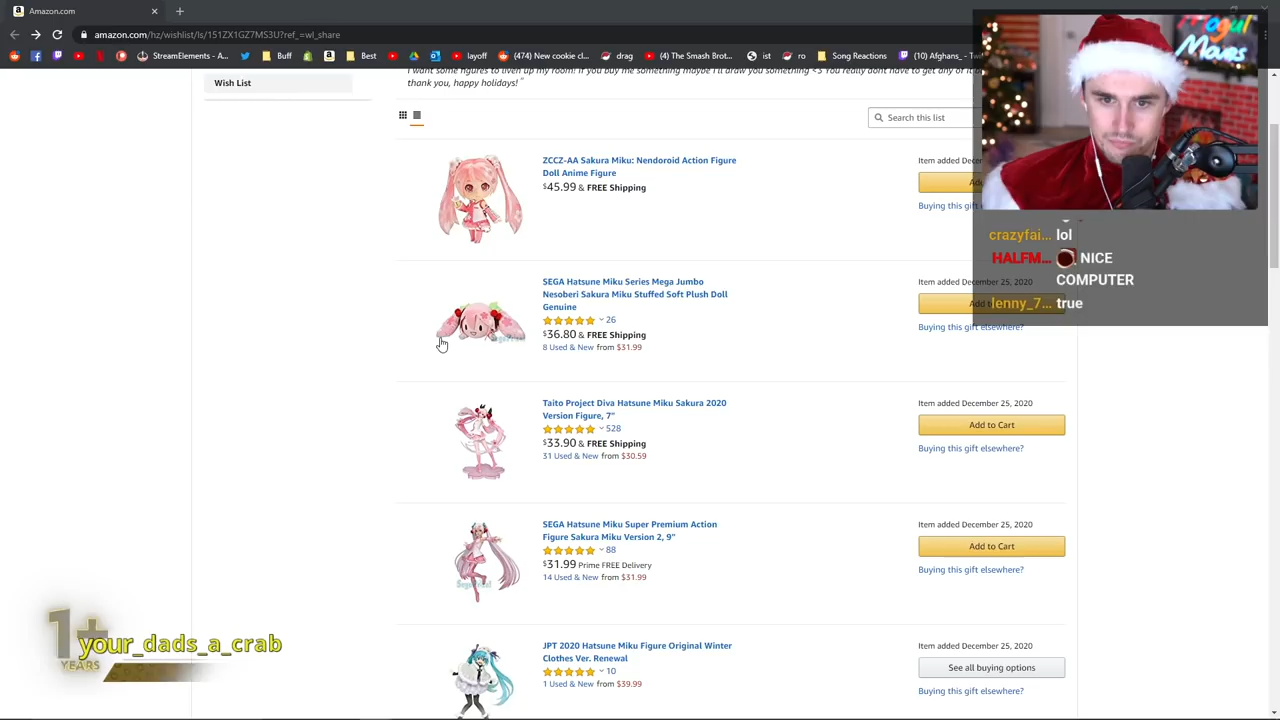 Amazon.com
amazon.com/hz/wishlist/ls/151ZX1GZ7MS3U?ref_=wl_share
StreamElements - A... Buff Best layoff (474) New cookie cl... drag (4) The Smash Brot... ist ro Song Reactions (10) Afghans_ - Twi
Mogul
Moves
Wish List
I want some figures to liven up my room! If you buy me something maybe I'll draw you something <3 You really dont have to get any of it b
thank you, happy holidays! "
Search this list
ZCCZ-AA Sakura Miku: Nendoroid Action Figure
Doll Anime Figure
$45.99 & FREE Shipping
Item added Dece
Ad
Buying this gift e
crazyfai... lol
HALFM... NICE
COMPUTER
lenny_7... true
SEGA Hatsune Miku Series Mega Jumbo
Nesoberi Sakura Miku Stuffed Soft Plush Doll
Genuine
26
$36.80 & FREE Shipping
8 Used & New from $31.99
Item added December 25, 2020
Add t
Buying this gift elsewhere?
Taito Project Diva Hatsune Miku Sakura 2020
Version Figure, 7"
528
$33.90 & FREE Shipping
31 Used & New from $30.59
Item added December 25, 2020
Add to Cart
Buying this gift elsewhere?
SEGA Hatsune Miku Super Premium Action
Figure Sakura Miku Version 2, 9"
88
$31.99 Prime FREE Delivery
14 Used & New from $31.99
Item added December 25, 2020
Add to Cart
Buying this gift elsewhere?
JPT 2020 Hatsune Miku Figure Original Winter
Clothes Ver. Renewal
10
1 Used & New from $39.99
Item added December 25, 2020
See all buying options
Buying this gift elsewhere?
1+
YEARS
your_dads_a_crab